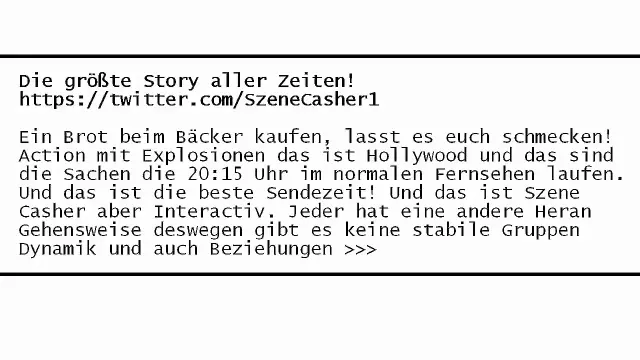 Die größte Story aller Zeiten!
https://twitter.com/SzeneCasher1
Ein Brot beim Bäcker kaufen, lasst es euch schmecken!
Action mit Explosionen das ist Hollywood und das sind
die Sachen die 20:15 Uhr im normalen Fernsehen laufen.
Und das ist die beste Sendezeit! Und das ist Szene
Casher aber Interactiv. Jeder hat eine andere Heran
Gehensweise deswegen gibt es keine stabile Gruppen
Dynamik und auch Beziehungen >>>